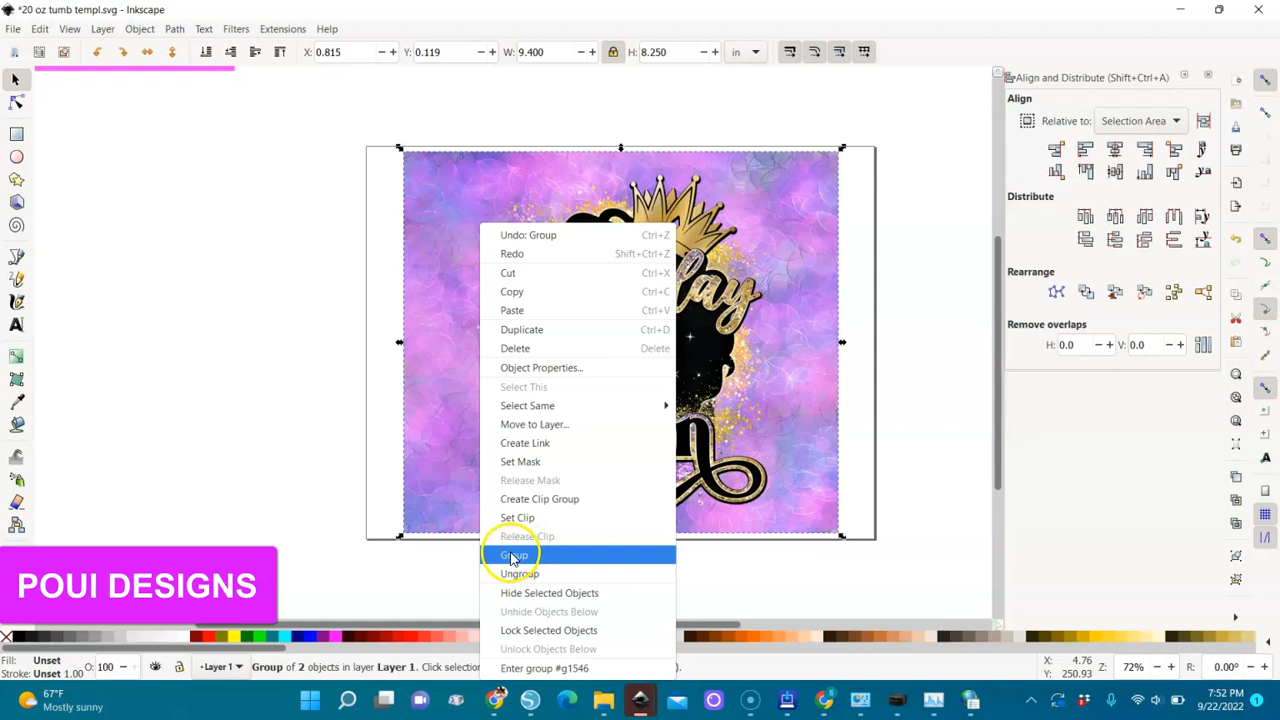 *20 oz tumb templ.svg - Inkscape
File Edit View Layer Object Path Text Filters Extensions Help
X: 0.815 - + Y: 0.119 - + W: 9.400 - + H: 8.250 - + in
Align and Distribute (Shift+Ctrl+A)
Align
Relative to: Selection Area
Distribute
Rearrange
Remove overlaps
H: 0.0 - + V: 0.0 - +
Undo: Group Ctrl+Z
Redo Shift+Ctrl+Z
Cut Ctrl+X
Copy Ctrl+C
Paste Ctrl+V
Duplicate Ctrl+D
Delete Delete
Object Properties...
Select This
Select Same
Move to Layer...
Create Link
Set Mask
Release Mask
Create Clip Group
Set Clip
Release Clip
Group
Ungroup
Hide Selected Objects
Unhide Objects Below
Lock Selected Objects
Unlock Objects Below
Enter group #g1546
POUI DESIGNS
Fill: Unset
Stroke: Unset 1.00
O: 100 - +
Layer 1
Group of 2 objects in layer Layer 1. Click selection
).
X: 4.76
Y: 250.93
Z: 72% - +
R: 0.00° - +
67°F
Mostly sunny
7:52 PM
9/22/2022